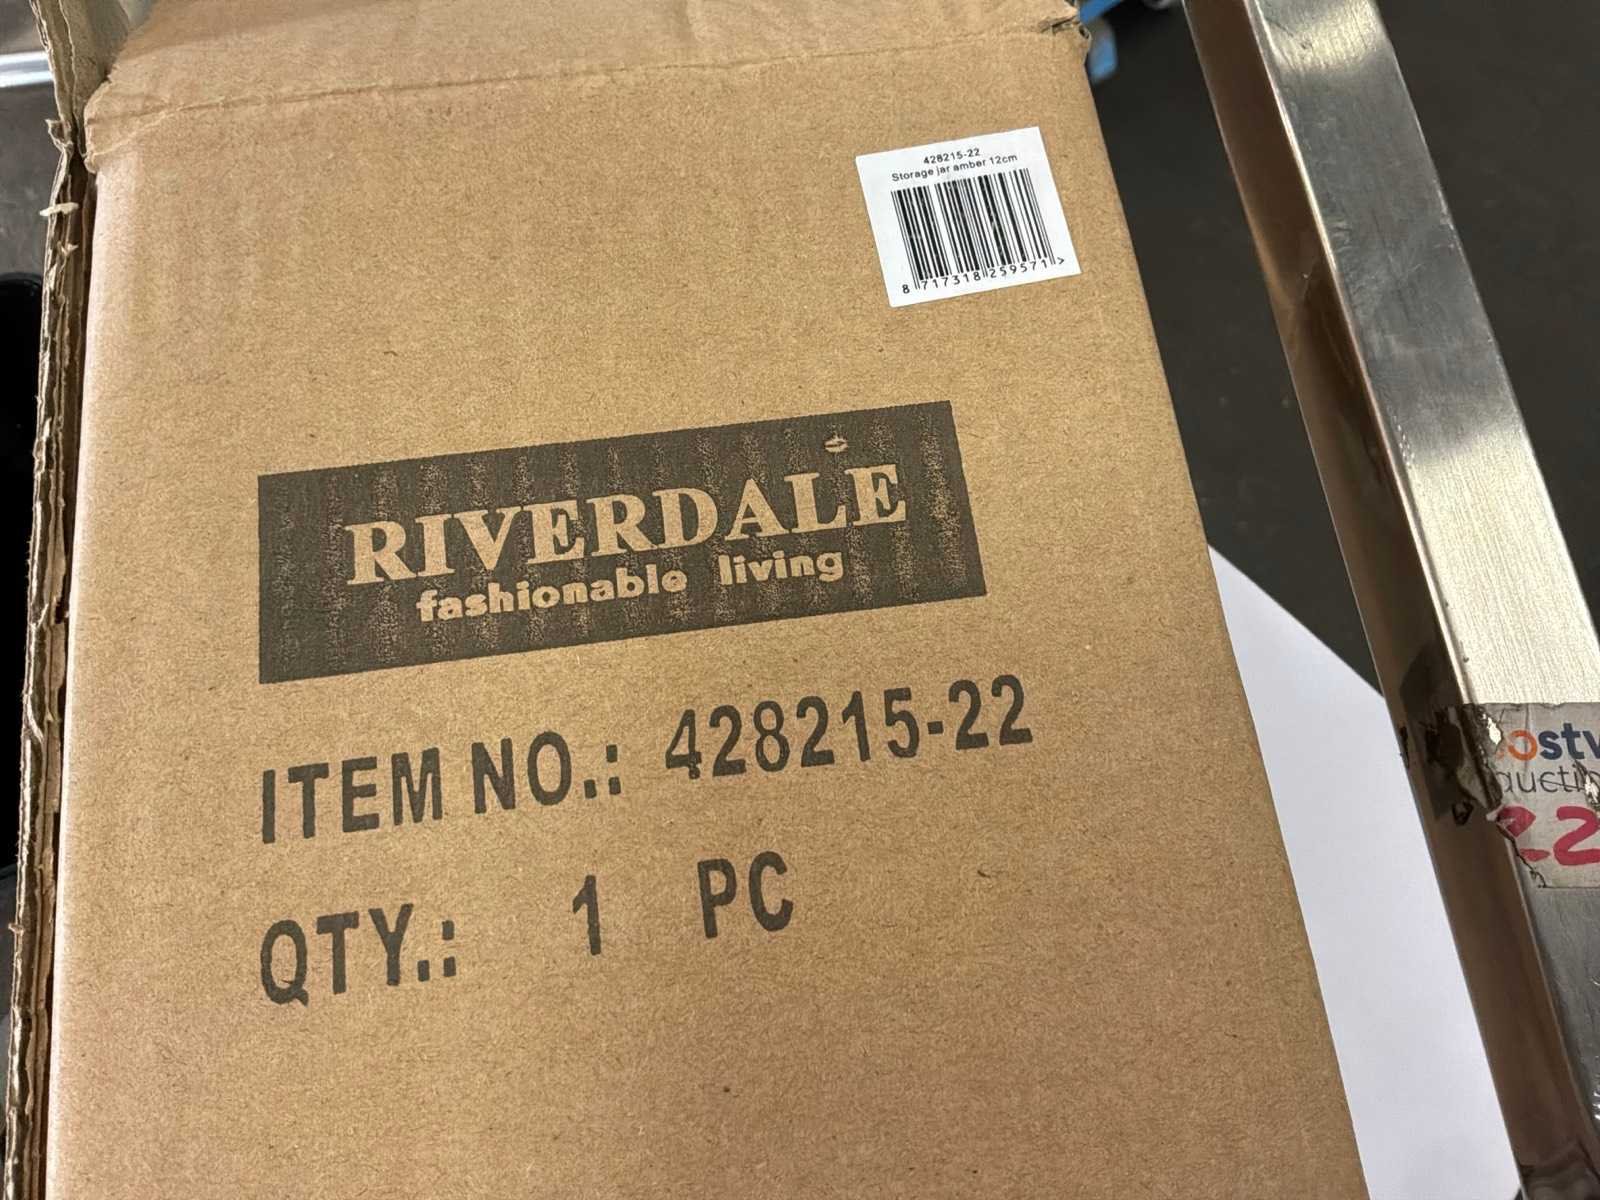 428215-22
Storage jar amber 12cm
8 717318 259571 >
RIVERDALE
fashionable living
ITEM NO.: 428215-22
QTY.: 1 PC
22